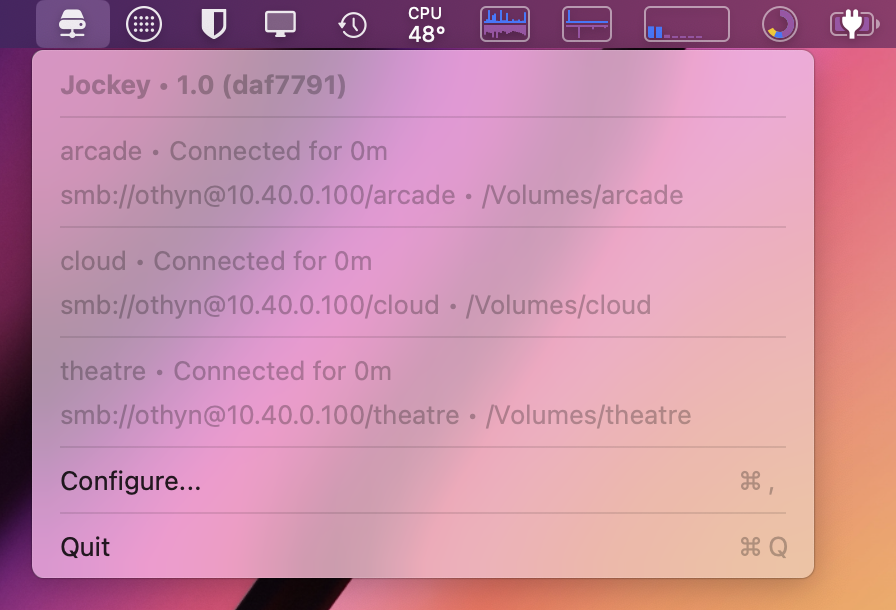 CPU
48°
Jockey • 1.0 (daf7791)
arcade • Connected for 0m
smb://othyn@10.40.0.100/arcade • /Volumes/arcade
cloud • Connected for 0m
smb://othyn@10.40.0.100/cloud • /Volumes/cloud
theatre • Connected for 0m
smb://othyn@10.40.0.100/theatre • /Volumes/theatre
Configure... ⌘ ,
Quit ⌘ Q